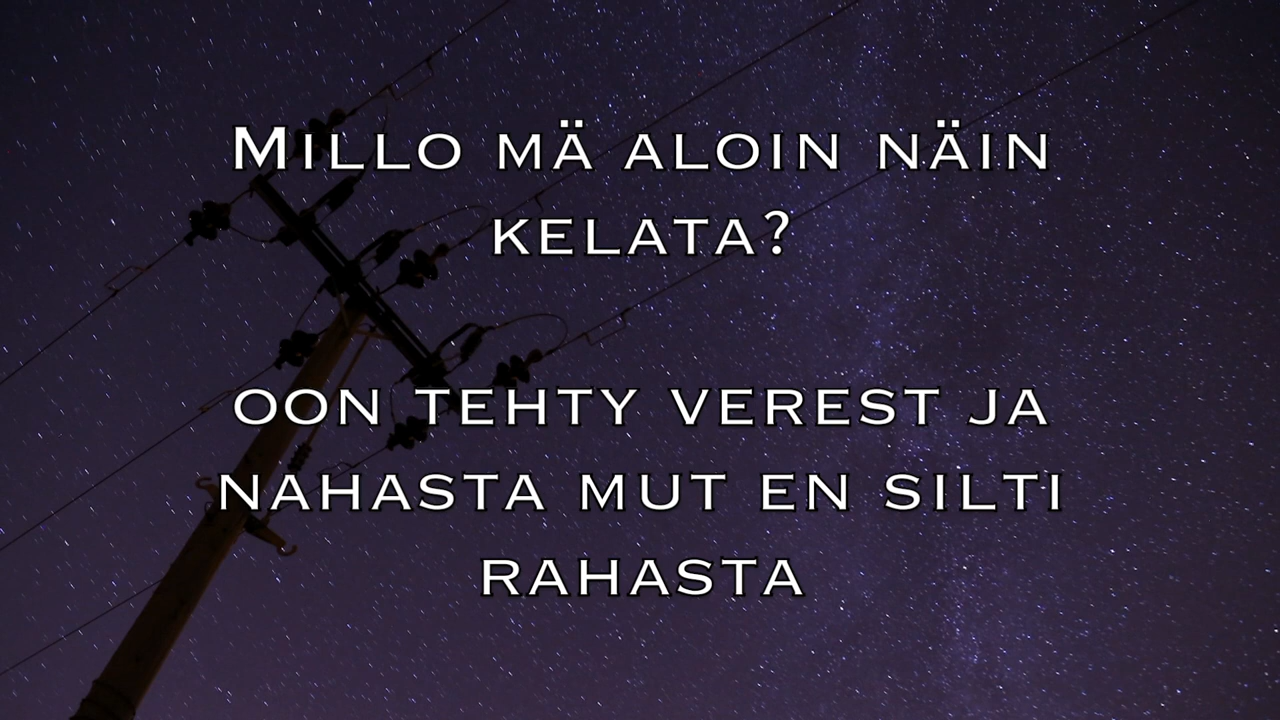 Millo mä aloin näin
kelata?
oon tehty verest ja
nahasta mut en silti
rahasta